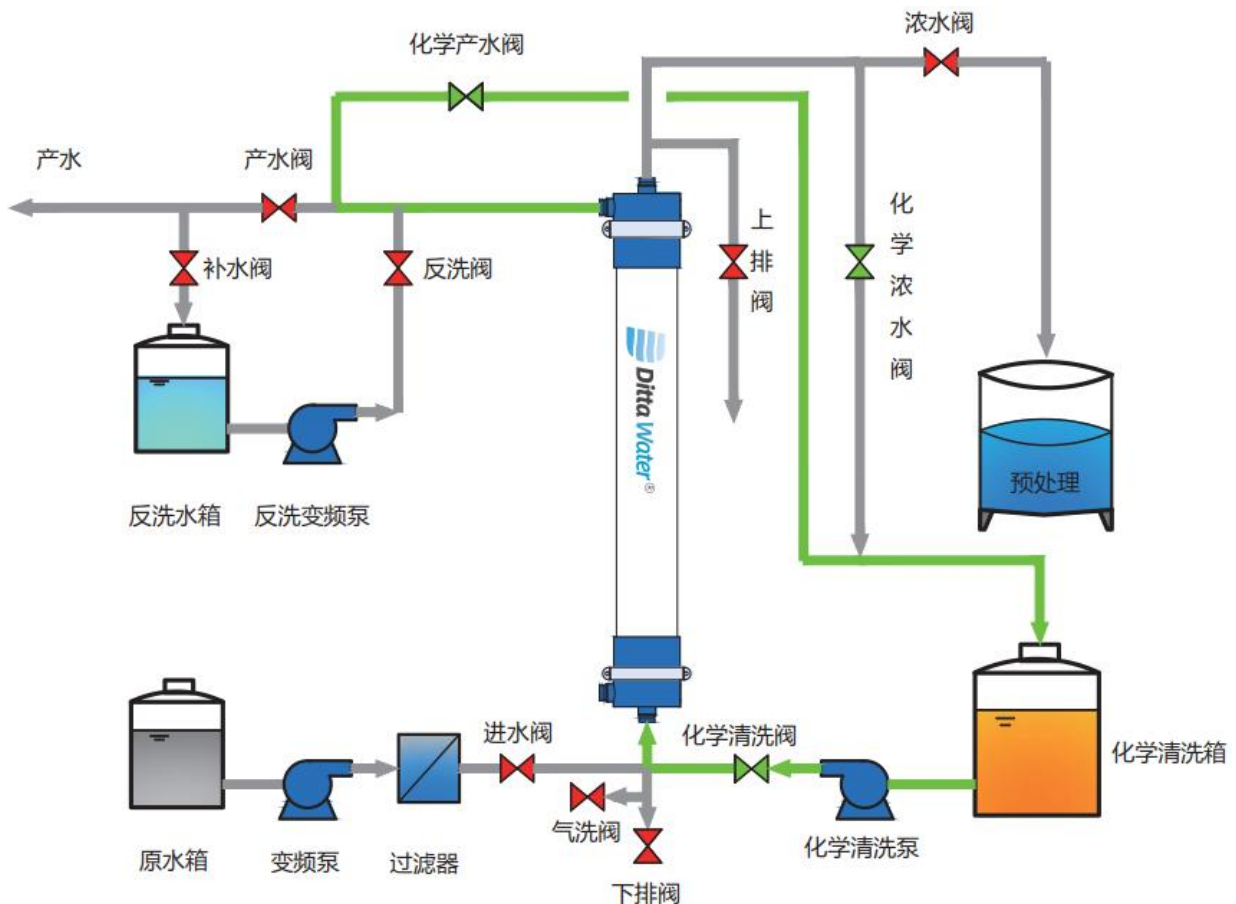 浓水阀
化学产水阀
产水
产水阀
补水阀
反洗阀
上排阀
化学浓水阀
Ditta Water®
预处理
反洗水箱
反洗变频泵
进水阀
化学清洗阀
化学清洗箱
气洗阀
原水箱
变频泵
过滤器
化学清洗泵
下排阀